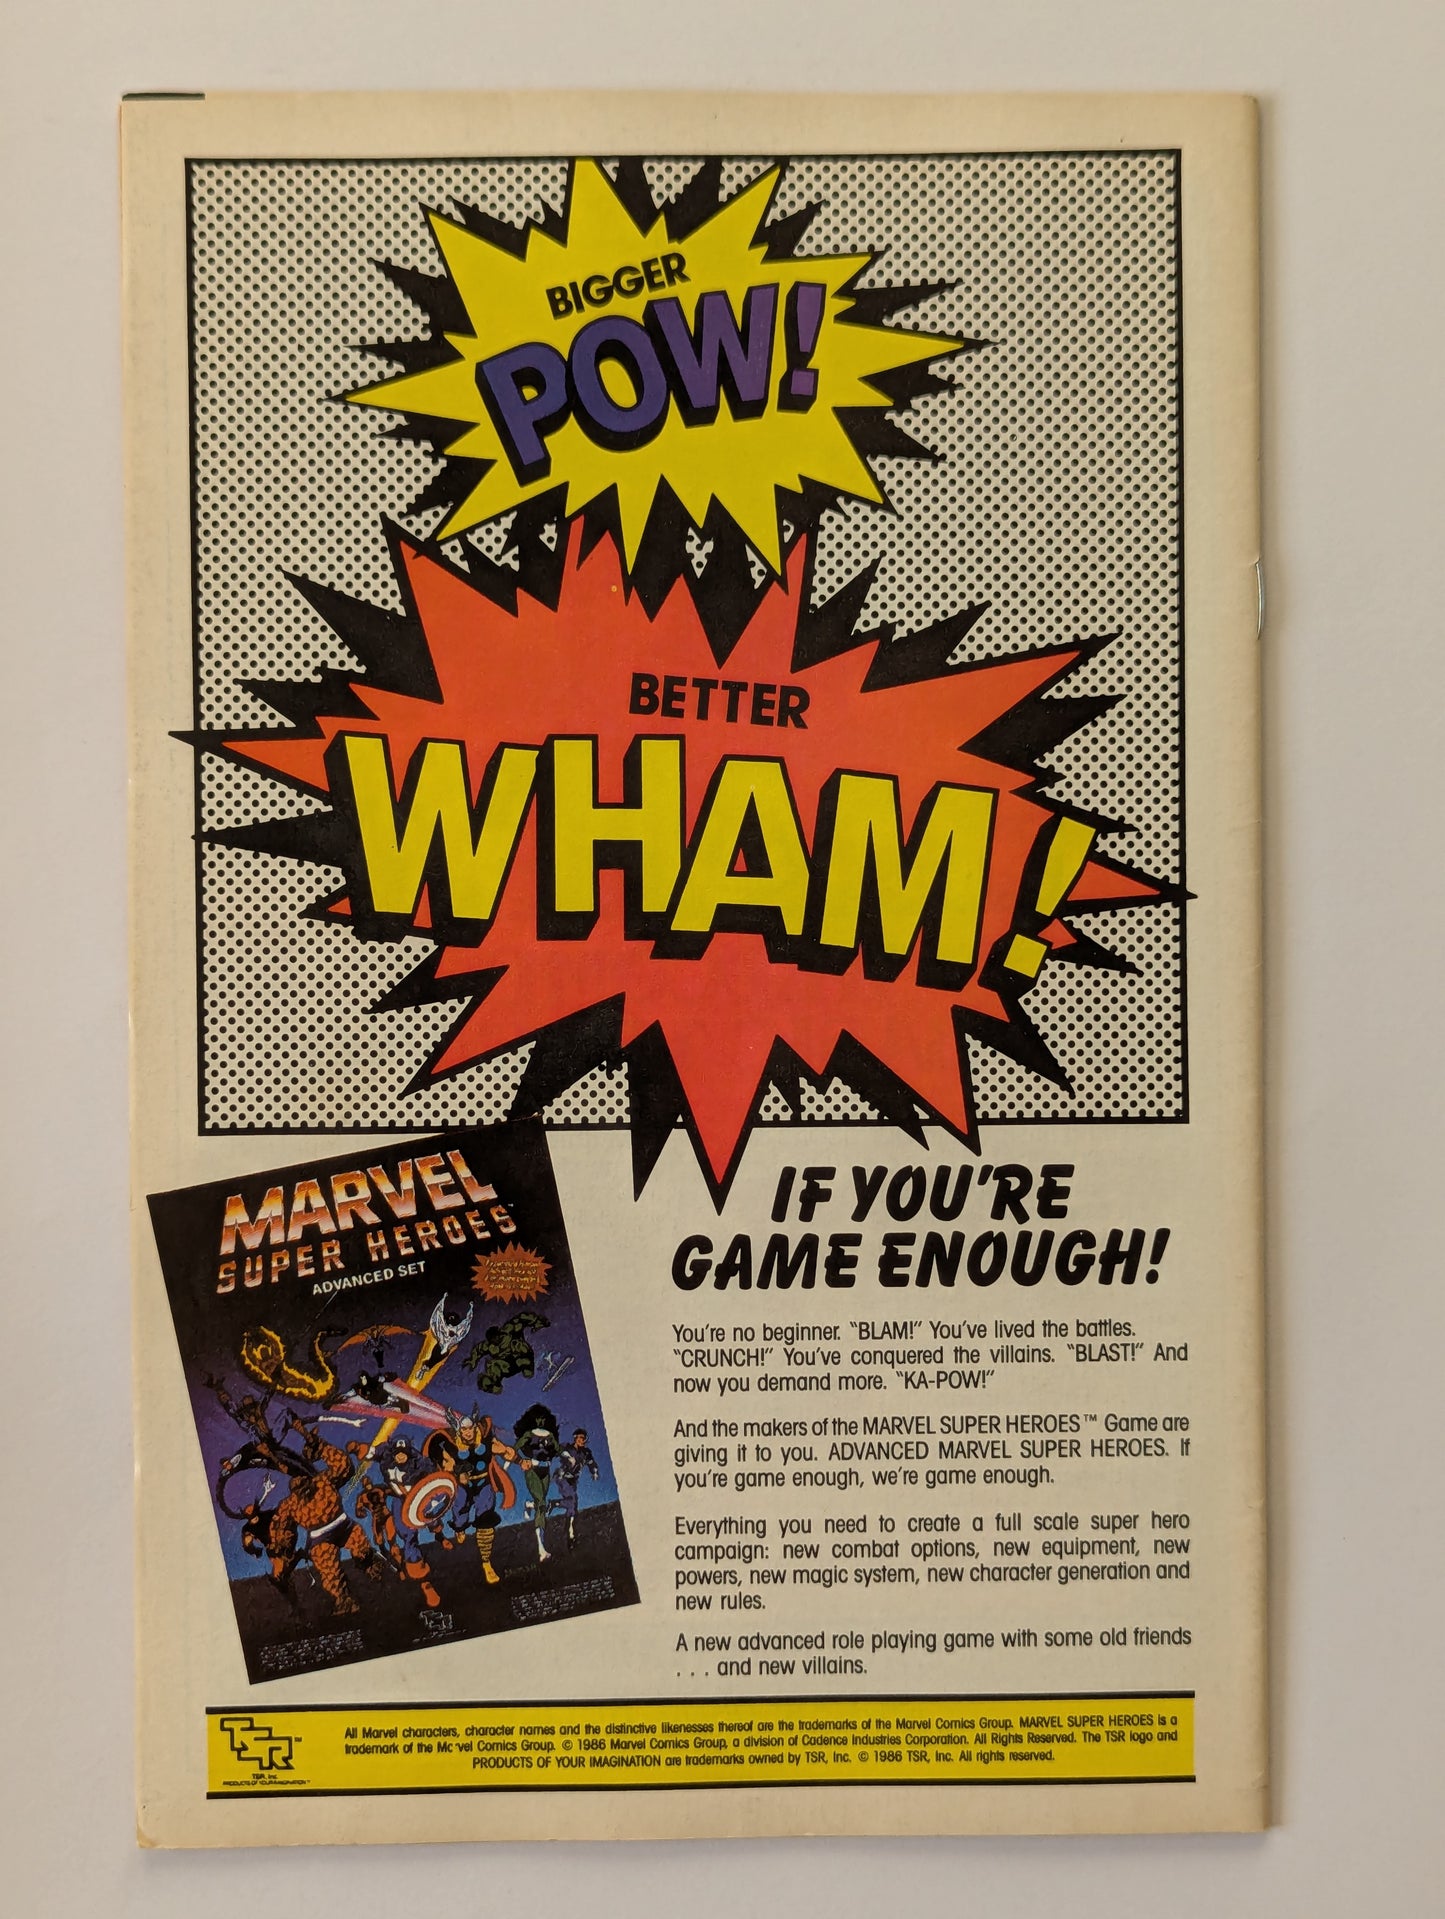 BIGGER
POW!
BETTER
WHAM!
MARVEL
SUPER HEROES™
ADVANCED SET
IF YOU'RE
GAME ENOUGH!
You're no beginner. "BLAM!" You've lived the battles.
"CRUNCH!" You've conquered the villains. "BLAST!" And
now you demand more. "KA-POW!"
And the makers of the MARVEL SUPER HEROES™ Game are
giving it to you. ADVANCED MARVEL SUPER HEROES. If
you're game enough, we're game enough.
Everything you need to create a full scale super hero
campaign: new combat options, new equipment, new
powers, new magic system, new character generation and
new rules.
A new advanced role playing game with some old friends
. . . and new villains.
TSR™
TSR, Inc.
PRODUCTS OF YOUR IMAGINATION™
All Marvel characters, character names and the distinctive likenesses thereof are the trademarks of the Marvel Comics Group. MARVEL SUPER HEROES is a
trademark of the Marvel Comics Group. © 1986 Marvel Comics Group, a division of Cadence Industries Corporation. All Rights Reserved. The TSR logo and
PRODUCTS OF YOUR IMAGINATION are trademarks owned by TSR, Inc. © 1986 TSR, Inc. All rights reserved.